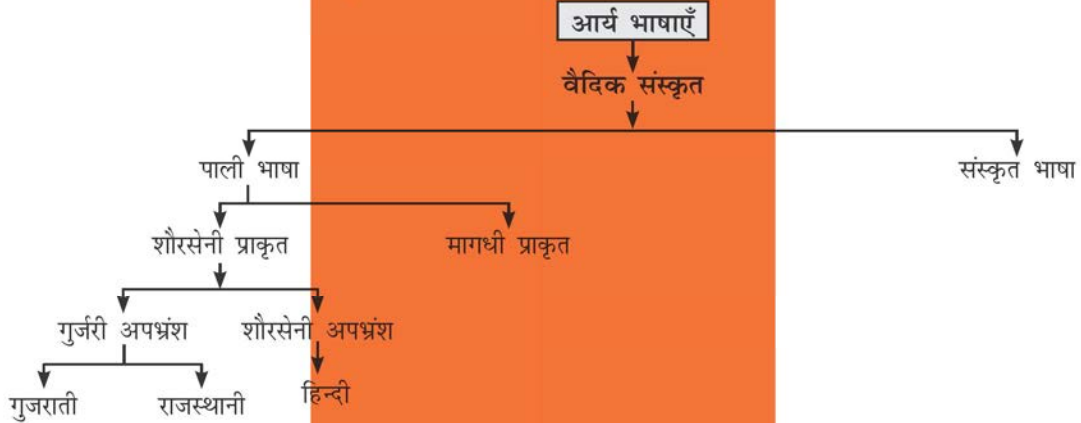 आर्य भाषाएँ
वैदिक संस्कृत
पाली भाषा संस्कृत भाषा
शौरसेनी प्राकृत मागधी प्राकृत
गुर्जरी अपभ्रंश शौरसेनी अपभ्रंश
गुजराती राजस्थानी हिन्दी